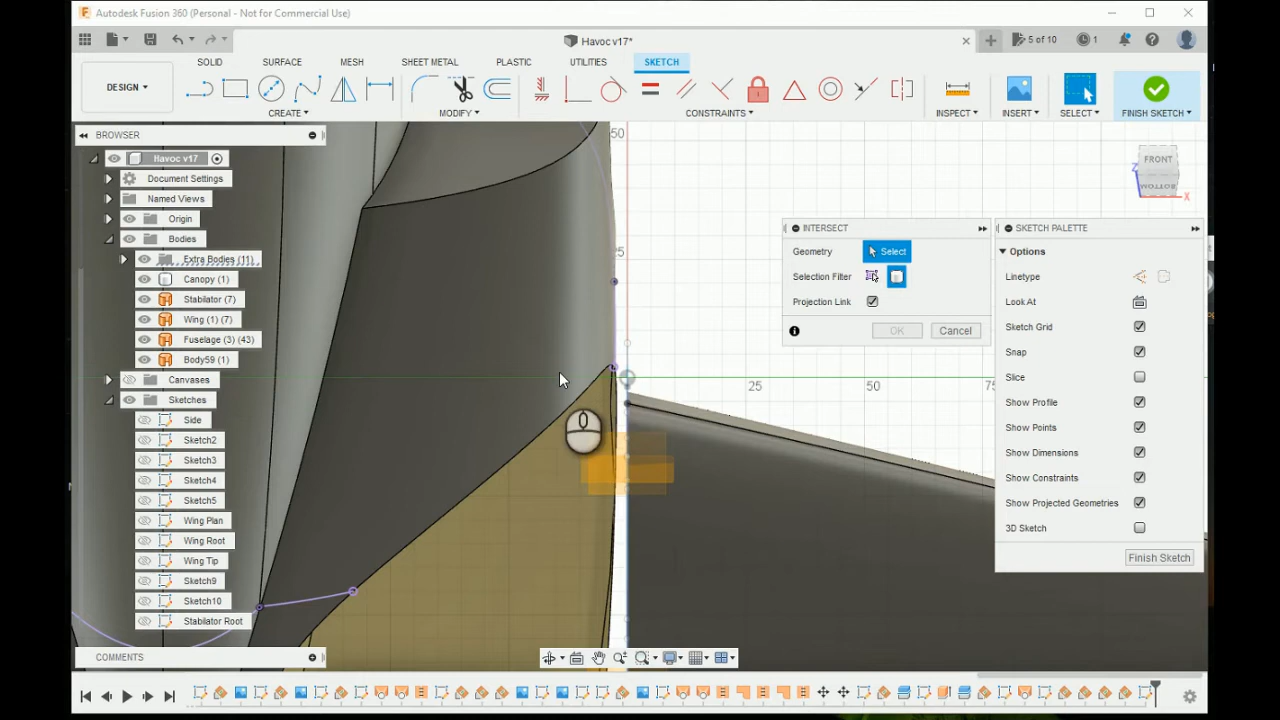 Autodesk Fusion 360 (Personal - Not for Commercial Use)
Havoc v17*
5 of 10
1
DESIGN
SOLID
SURFACE
MESH
SHEET METAL
PLASTIC
UTILITIES
SKETCH
CREATE
MODIFY
CONSTRAINTS
INSPECT
INSERT
SELECT
FINISH SKETCH
BROWSER
Havoc v17
Document Settings
Named Views
Origin
Bodies
Extra Bodies (11)
Canopy (1)
Stabilator (7)
Wing (1) (7)
Fuselage (3) (43)
Body59 (1)
Canvases
Sketches
Side
Sketch2
Sketch3
Sketch4
Sketch5
Wing Plan
Wing Root
Wing Tip
Sketch9
Sketch10
Stabilator Root
COMMENTS
50
25
25
50
75
FRONT
BOTTOM
Z
X
INTERSECT
Geometry
Select
Selection Filter
Projection Link
OK
Cancel
SKETCH PALETTE
Options
Linetype
Look At
Sketch Grid
Snap
Slice
Show Profile
Show Points
Show Dimensions
Show Constraints
Show Projected Geometries
3D Sketch
Finish Sketch